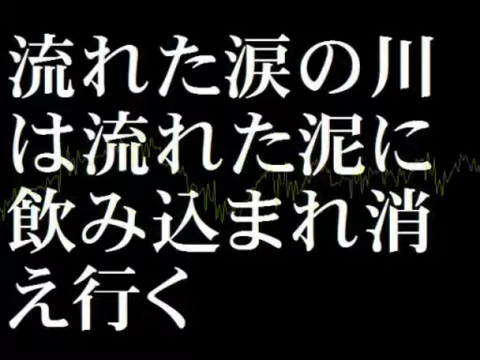 流れた涙の川
は流れた泥に
飲み込まれ消
え行く